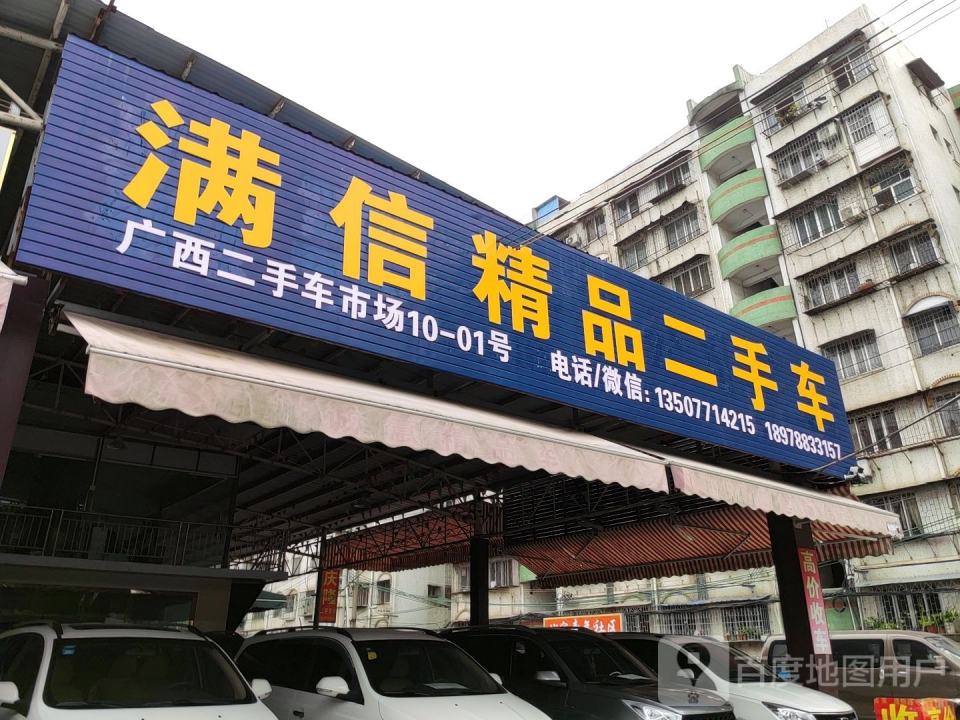 满信精品二手车
广西二手车市场10-01号
电话/微信：13507714215 18978833157
高价收车
百度地图用户